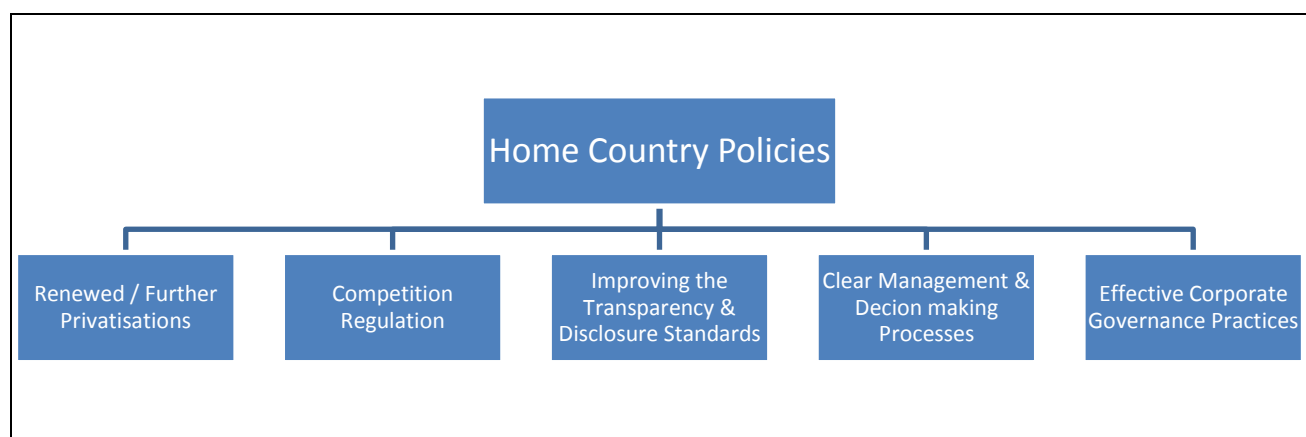 Home Country Policies
Renewed / Further
Privatisations
Competition
Regulation
Improving the
Transparency &
Disclosure Standards
Clear Management &
Decion making
Processes
Effective Corporate
Governance Practices